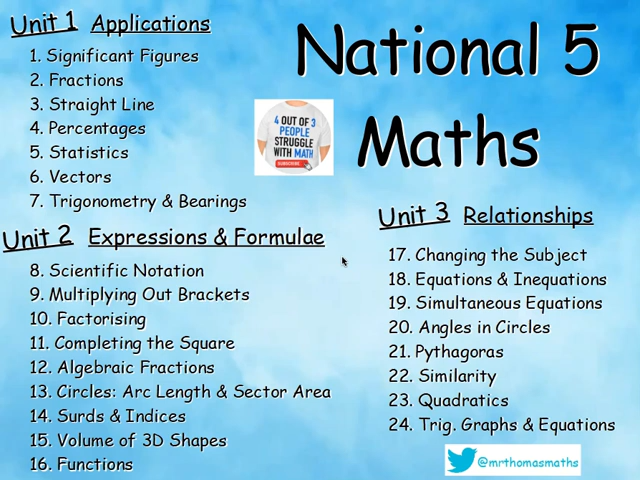 Unit 1 Applications
1. Significant Figures
2. Fractions
3. Straight Line
4. Percentages
5. Statistics
6. Vectors
7. Trigonometry & Bearings
National 5
Maths
4 OUT OF 3
PEOPLE
STRUGGLE
WITH MATH
SUBSCRIBE
Unit 2 Expressions & Formulae
8. Scientific Notation
9. Multiplying Out Brackets
10. Factorising
11. Completing the Square
12. Algebraic Fractions
13. Circles: Arc Length & Sector Area
14. Surds & Indices
15. Volume of 3D Shapes
16. Functions
Unit 3 Relationships
17. Changing the Subject
18. Equations & Inequations
19. Simultaneous Equations
20. Angles in Circles
21. Pythagoras
22. Similarity
23. Quadratics
24. Trig. Graphs & Equations
@mrthomasmaths